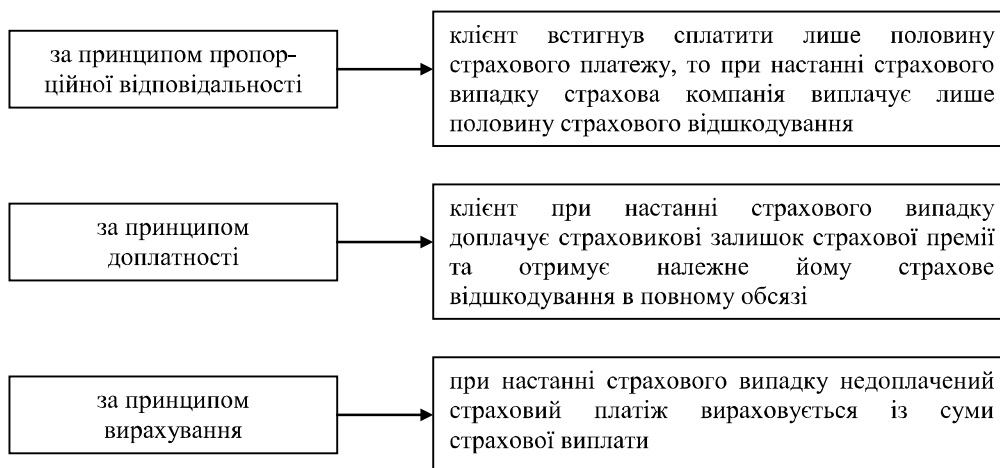 за принципом пропор-
ційної відповідальності
клієнт встигнув сплатити лише половину
страхового платежу, то при настанні страхового
випадку страхова компанія виплачує лише
половину страхового відшкодування
за принципом
доплатності
клієнт при настанні страхового випадку
доплачує страховикові залишок страхової премії
та отримує належне йому страхове
відшкодування в повному обсязі
за принципом
вирахування
при настанні страхового випадку недоплачений
страховий платіж вираховується із суми
страхової виплати